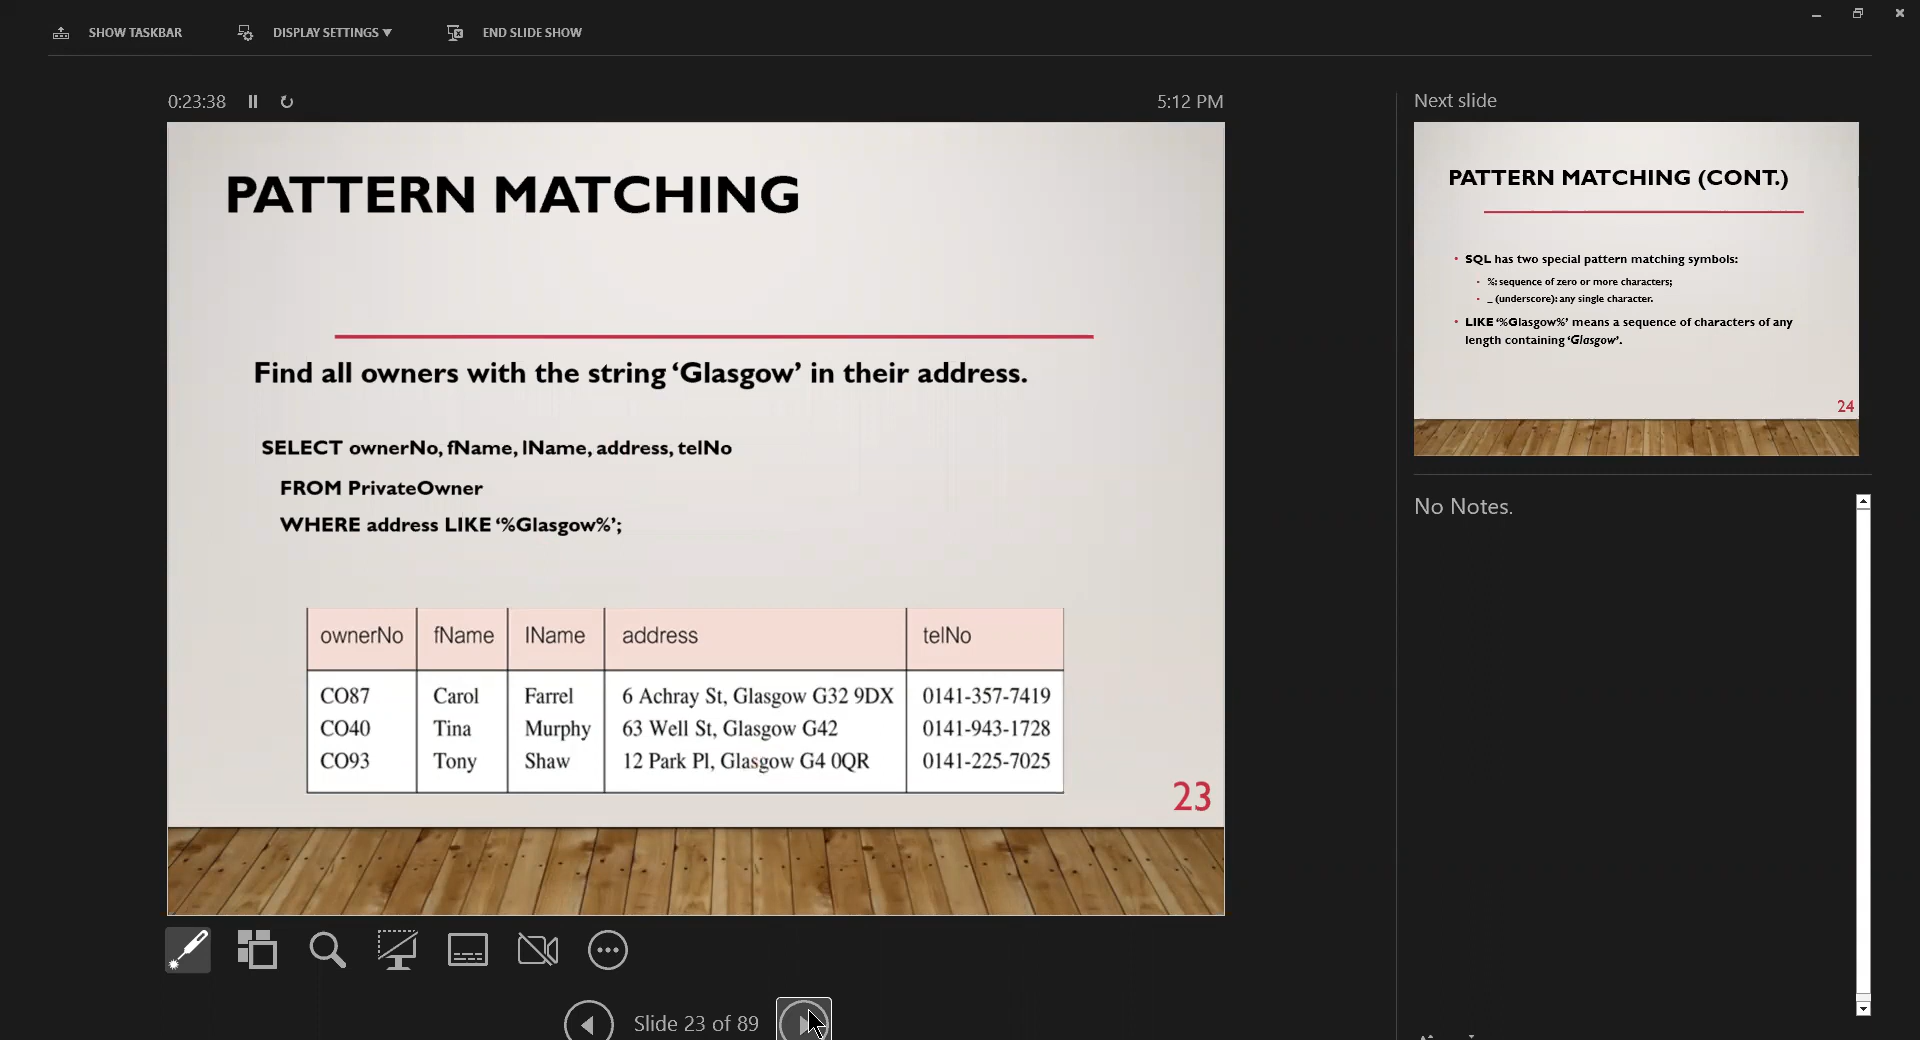 SHOW TASKBAR DISPLAY SETTINGS ▼ END SLIDE SHOW
0:23:38 5:12 PM
PATTERN MATCHING
Find all owners with the string ‘Glasgow’ in their address.
SELECT ownerNo, fName, lName, address, telNo
FROM PrivateOwner
WHERE address LIKE ‘%Glasgow%’;
ownerNo fName lName address telNo
CO87 Carol Farrel 6 Achray St, Glasgow G32 9DX 0141-357-7419
CO40 Tina Murphy 63 Well St, Glasgow G42 0141-943-1728
CO93 Tony Shaw 12 Park Pl, Glasgow G4 0QR 0141-225-7025
23
Slide 23 of 89
Next slide
PATTERN MATCHING (CONT.)
• SQL has two special pattern matching symbols:
• %: sequence of zero or more characters;
• _ (underscore): any single character.
• LIKE ‘%Glasgow%’ means a sequence of characters of any
length containing ‘Glasgow’.
24
No Notes.